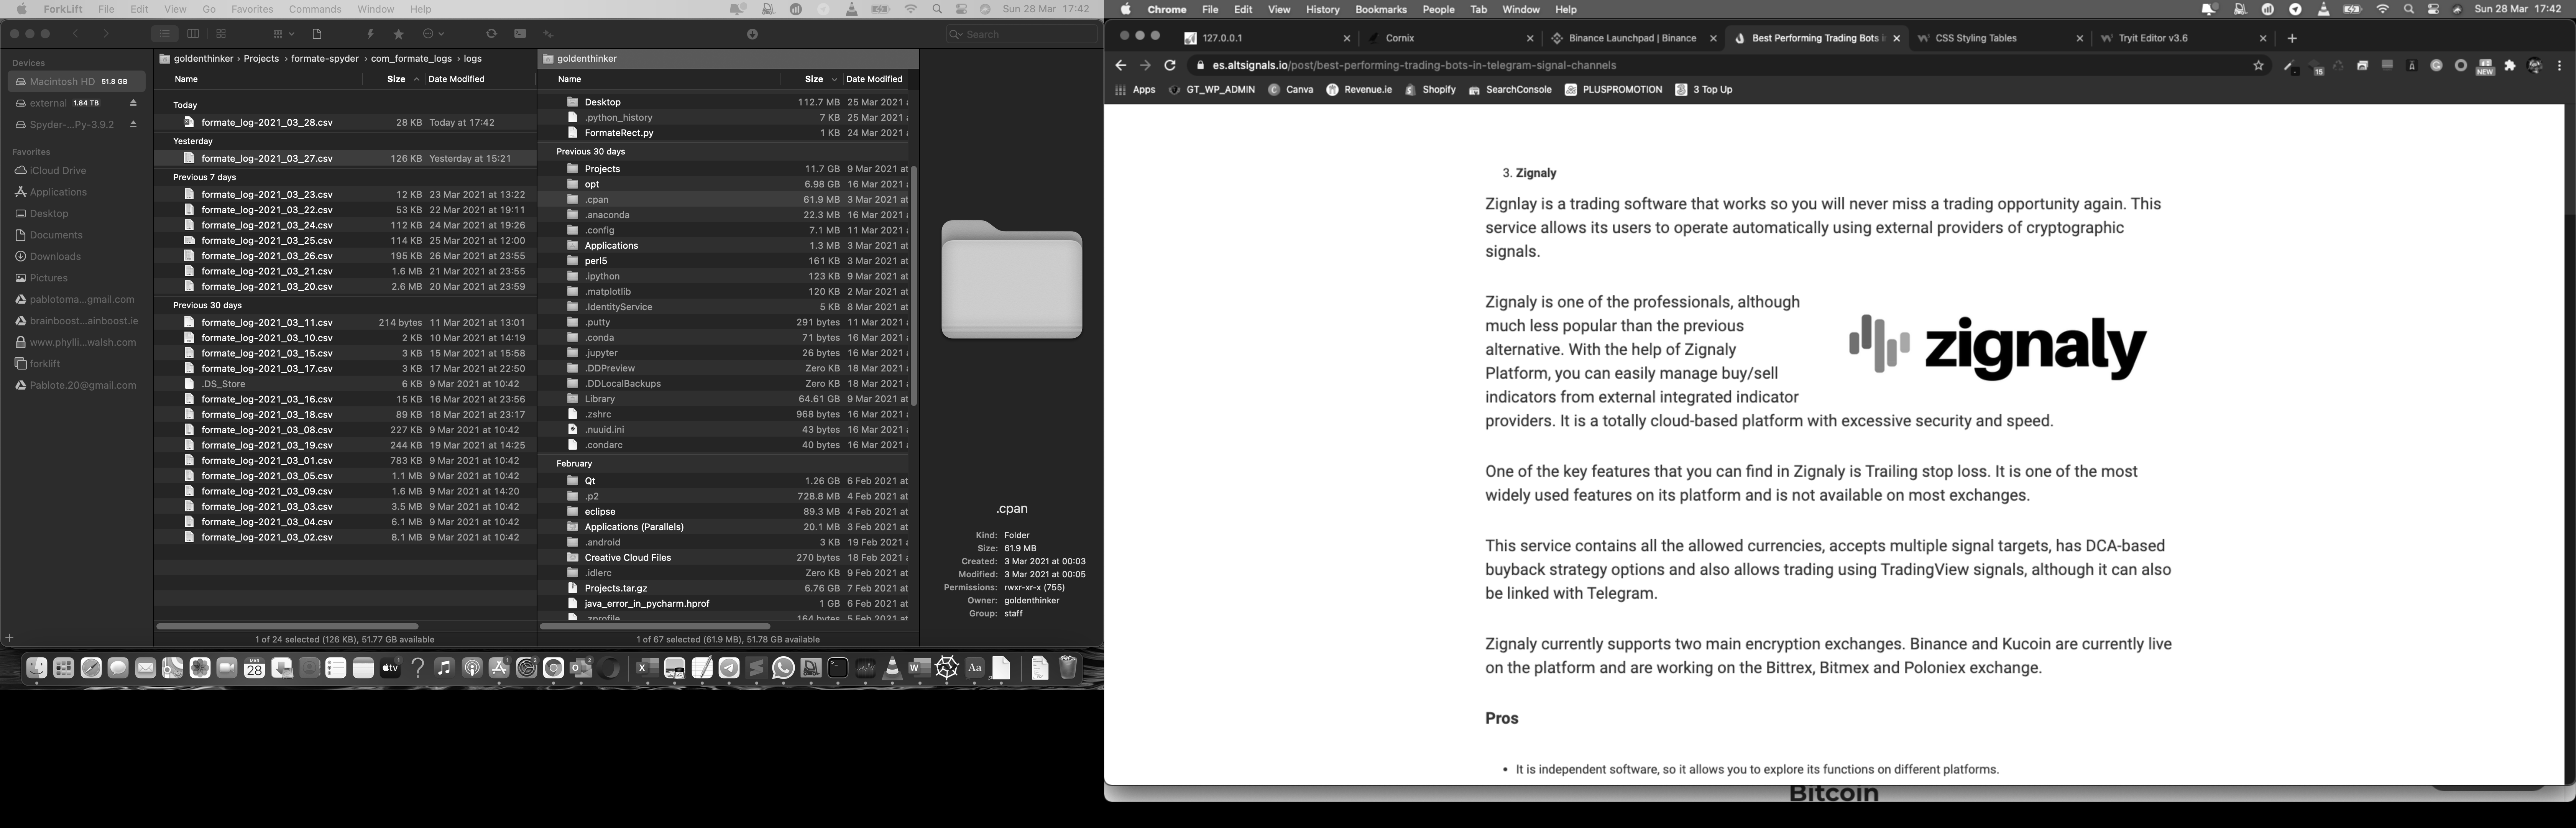 ForkLift File Edit View Go Favorites Commands Window Help Sun 28 Mar 17:42
Search
Devices
Macintosh HD 51.8 GB
external 1.84 TB
Spyder-...Py-3.9.2
Favorites
iCloud Drive
Applications
Desktop
Documents
Downloads
Pictures
pablotoma...gmail.com
brainboost...ainboost.ie
www.phylli...walsh.com
forklift
Pablote.20@gmail.com
goldenthinker › Projects › formate-spyder › com_formate_logs › logs
Name Size Date Modified
Today
formate_log-2021_03_28.csv 28 KB Today at 17:42
Yesterday
formate_log-2021_03_27.csv 126 KB Yesterday at 15:21
Previous 7 days
formate_log-2021_03_23.csv 12 KB 23 Mar 2021 at 13:22
formate_log-2021_03_22.csv 53 KB 22 Mar 2021 at 19:11
formate_log-2021_03_24.csv 112 KB 24 Mar 2021 at 19:26
formate_log-2021_03_25.csv 114 KB 25 Mar 2021 at 12:00
formate_log-2021_03_26.csv 195 KB 26 Mar 2021 at 23:55
formate_log-2021_03_21.csv 1.6 MB 21 Mar 2021 at 23:55
formate_log-2021_03_20.csv 2.6 MB 20 Mar 2021 at 23:59
Previous 30 days
formate_log-2021_03_11.csv 214 bytes 11 Mar 2021 at 13:01
formate_log-2021_03_10.csv 2 KB 10 Mar 2021 at 14:19
formate_log-2021_03_15.csv 3 KB 15 Mar 2021 at 15:58
formate_log-2021_03_17.csv 3 KB 17 Mar 2021 at 22:50
.DS_Store 6 KB 9 Mar 2021 at 10:42
formate_log-2021_03_16.csv 15 KB 16 Mar 2021 at 23:56
formate_log-2021_03_18.csv 89 KB 18 Mar 2021 at 23:17
formate_log-2021_03_08.csv 227 KB 9 Mar 2021 at 10:42
formate_log-2021_03_19.csv 244 KB 19 Mar 2021 at 14:25
formate_log-2021_03_01.csv 783 KB 9 Mar 2021 at 10:42
formate_log-2021_03_05.csv 1.1 MB 9 Mar 2021 at 10:42
formate_log-2021_03_09.csv 1.6 MB 9 Mar 2021 at 14:20
formate_log-2021_03_03.csv 3.5 MB 9 Mar 2021 at 10:42
formate_log-2021_03_04.csv 6.1 MB 9 Mar 2021 at 10:42
formate_log-2021_03_02.csv 8.1 MB 9 Mar 2021 at 10:42
1 of 24 selected (126 KB), 51.77 GB available
goldenthinker
Name Size Date Modified
Desktop 112.7 MB 25 Mar 2021
.python_history 7 KB 25 Mar 2021
FormateRect.py 1 KB 24 Mar 2021
Previous 30 days
Projects 11.7 GB 9 Mar 2021 at
opt 6.98 GB 16 Mar 2021
.cpan 61.9 MB 3 Mar 2021 at
.anaconda 22.3 MB 16 Mar 2021
.config 7.1 MB 11 Mar 2021
Applications 1.3 MB 3 Mar 2021 at
perl5 161 KB 3 Mar 2021 at
.ipython 123 KB 9 Mar 2021 at
.matplotlib 120 KB 2 Mar 2021 at
.IdentityService 5 KB 8 Mar 2021 at
.putty 291 bytes 11 Mar 2021
.conda 71 bytes 16 Mar 2021
.jupyter 26 bytes 16 Mar 2021
.DDPreview Zero KB 18 Mar 2021
.DDLocalBackups Zero KB 18 Mar 2021
Library 64.61 GB 9 Mar 2021 at
.zshrc 968 bytes 16 Mar 2021
.nuuid.ini 43 bytes 16 Mar 2021
.condarc 40 bytes 16 Mar 2021
February
Qt 1.26 GB 6 Feb 2021 at
.p2 728.8 MB 4 Feb 2021 at
eclipse 89.3 MB 4 Feb 2021 at
Applications (Parallels) 20.1 MB 3 Feb 2021 at
.android 3 KB 19 Feb 2021 at
Creative Cloud Files 270 bytes 18 Feb 2021 at
.idlerc Zero KB 9 Feb 2021 at
Projects.tar.gz 6.76 GB 7 Feb 2021 at
java_error_in_pycharm.hprof 1 GB 6 Feb 2021 at
.zprofile 164 bytes 5 Feb 2021 at
1 of 67 selected (61.9 MB), 51.78 GB available
.cpan
Kind: Folder
Size: 61.9 MB
Created: 3 Mar 2021 at 00:03
Modified: 3 Mar 2021 at 00:05
Permissions: rwxr-xr-x (755)
Owner: goldenthinker
Group: staff
MAR
28
tv
Aa
Chrome File Edit View History Bookmarks People Tab Window Help Sun 28 Mar 17:42
127.0.0.1 Cornix Binance Launchpad | Binance Best Performing Trading Bots i CSS Styling Tables Tryit Editor v3.6
es.altsignals.io/post/best-performing-trading-bots-in-telegram-signal-channels
15
NEW
Apps GT_WP_ADMIN Canva Revenue.ie Shopify SearchConsole PLUSPROMOTION 3 Top Up
3. Zignaly
Zignlay is a trading software that works so you will never miss a trading opportunity again. This
service allows its users to operate automatically using external providers of cryptographic
signals.
Zignaly is one of the professionals, although
much less popular than the previous
alternative. With the help of Zignaly
Platform, you can easily manage buy/sell
indicators from external integrated indicator
providers. It is a totally cloud-based platform with excessive security and speed.
zignaly
One of the key features that you can find in Zignaly is Trailing stop loss. It is one of the most
widely used features on its platform and is not available on most exchanges.
This service contains all the allowed currencies, accepts multiple signal targets, has DCA-based
buyback strategy options and also allows trading using TradingView signals, although it can also
be linked with Telegram.
Zignaly currently supports two main encryption exchanges. Binance and Kucoin are currently live
on the platform and are working on the Bittrex, Bitmex and Poloniex exchange.
Pros
• It is independent software, so it allows you to explore its functions on different platforms.
Bitcoin